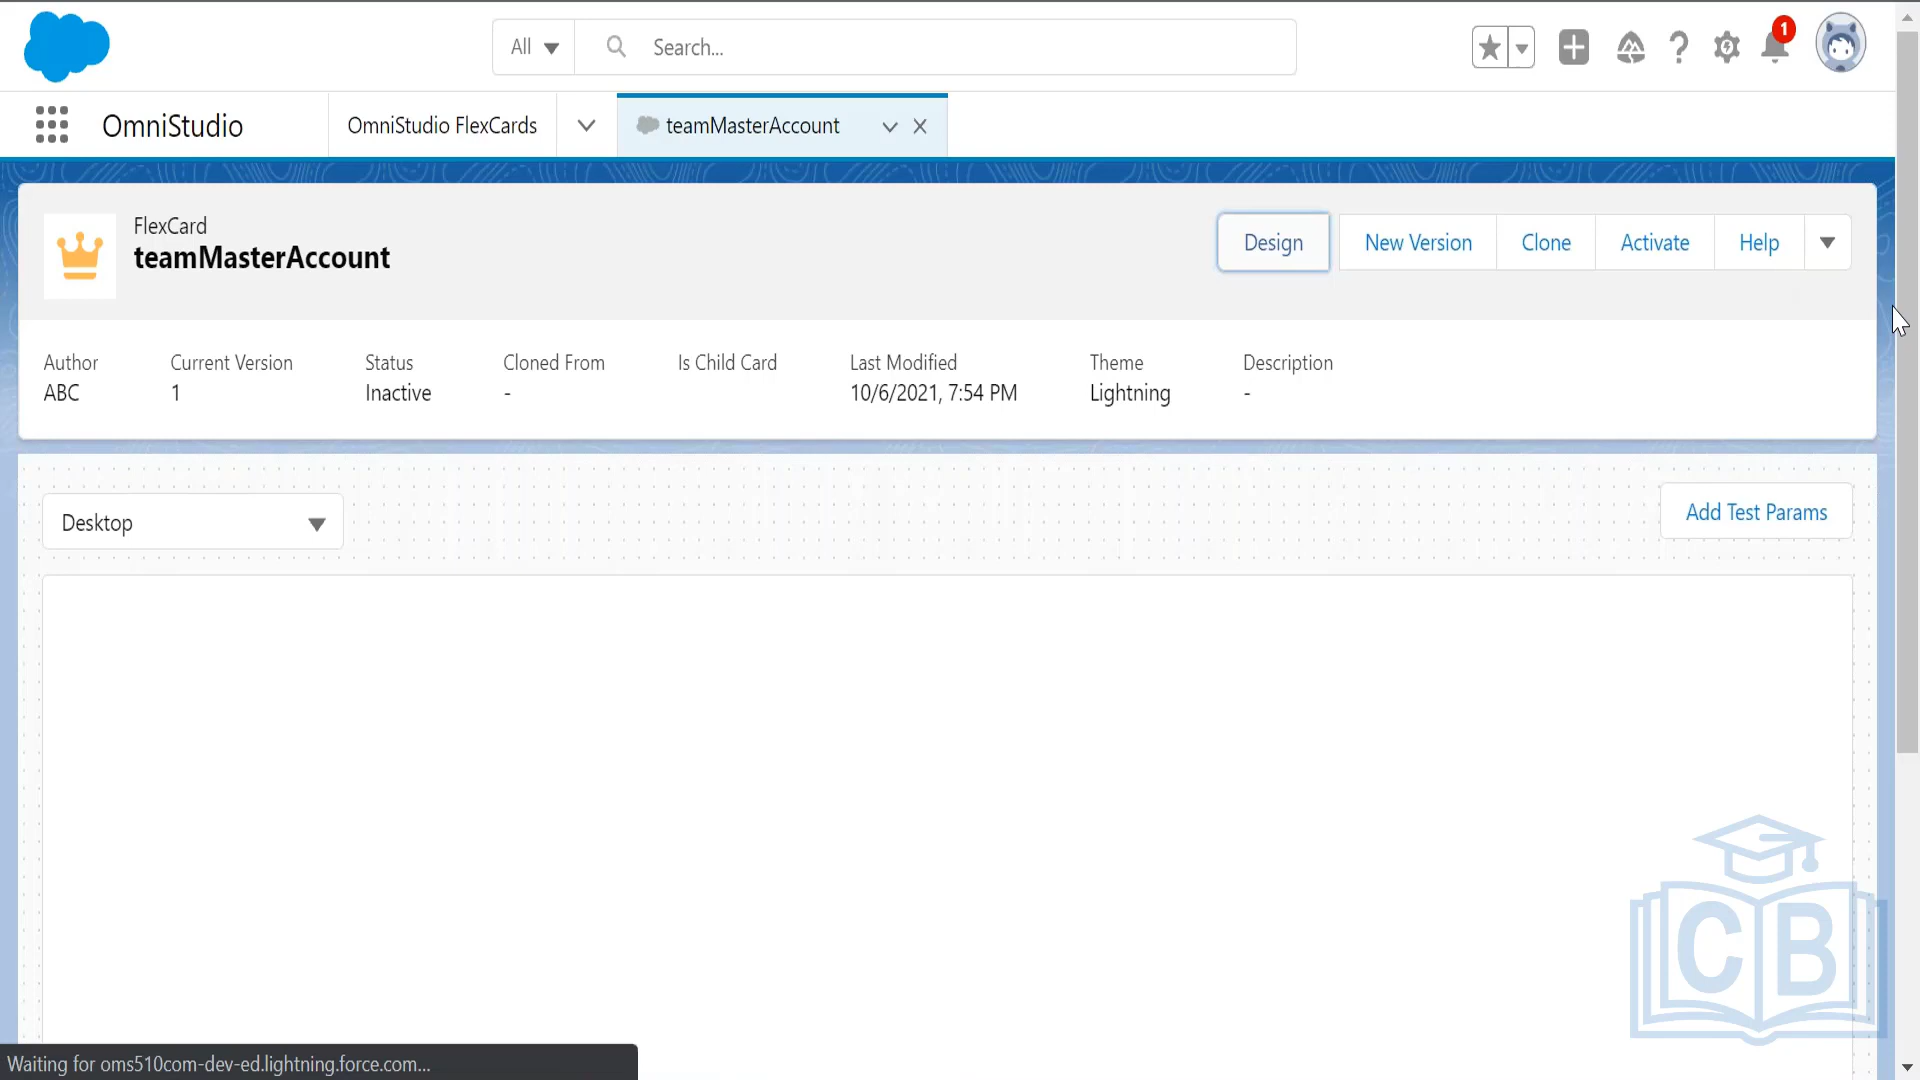 All
Search...
1
OmniStudio
OmniStudio FlexCards
teamMasterAccount
FlexCard
teamMasterAccount
Design
New Version
Clone
Activate
Help
Author
Current Version
Status
Cloned From
Is Child Card
Last Modified
Theme
Description
ABC
1
Inactive
-
10/6/2021, 7:54 PM
Lightning
-
Desktop
Add Test Params
CB
Waiting for oms510com-dev-ed.lightning.force.com...